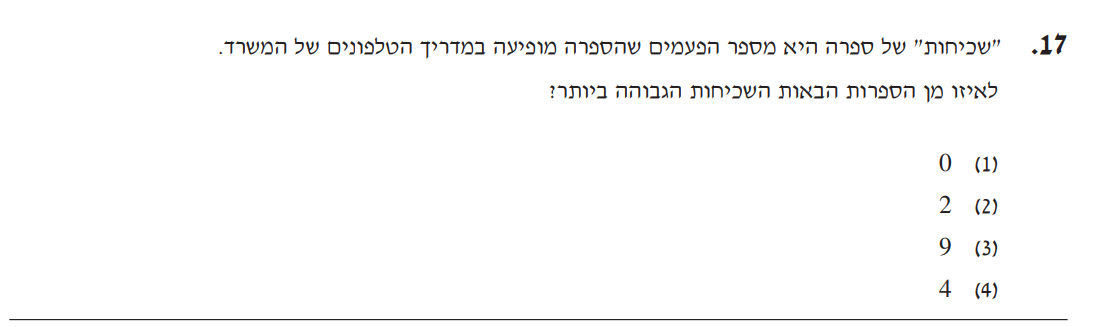 17. "שכיחות" של ספרה היא מספר הפעמים שהספרה מופיעה במדריך הטלפונים של המשרד.
לאיזו מן הספרות הבאות השכיחות הגבוהה ביותר?
(1) 0
(2) 2
(3) 9
(4) 4